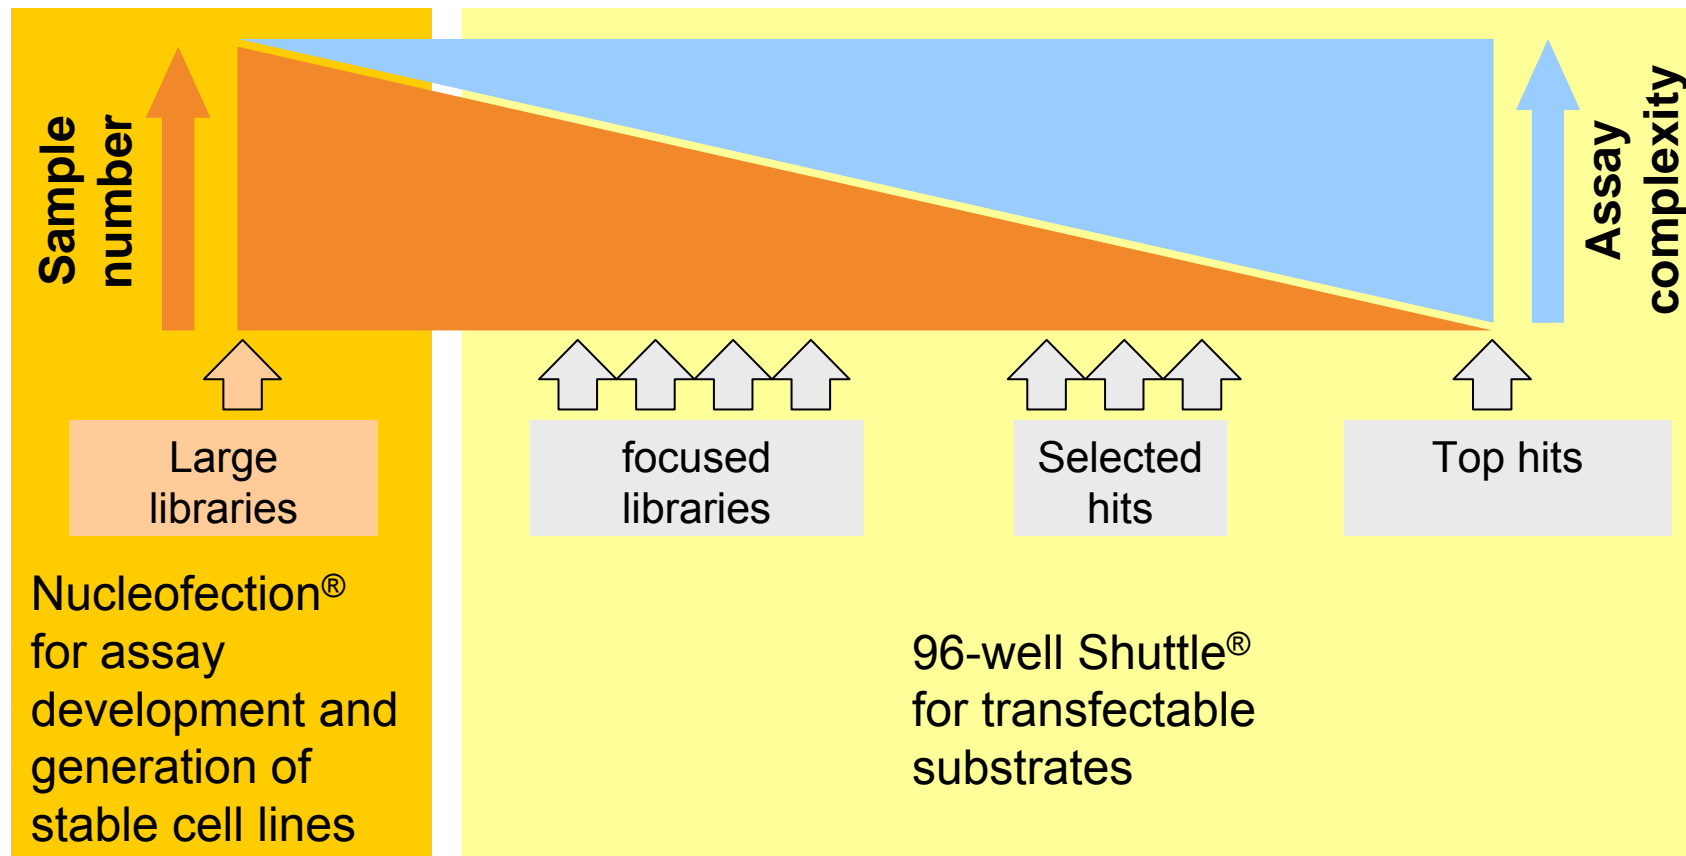 Sample
number
Assay
complexity
Large
libraries
focused
libraries
Selected
hits
Top hits
Nucleofection®
for assay
development and
generation of
stable cell lines
96-well Shuttle®
for transfectable
substrates